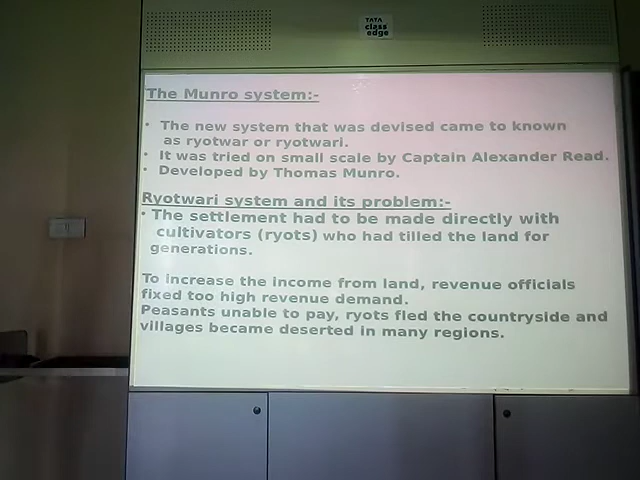 TATA
class
edge
The Munro system:-
• The new system that was devised came to known
as ryotwar or ryotwari.
• It was tried on small scale by Captain Alexander Read.
• Developed by Thomas Munro.
Ryotwari system and its problem:-
• The settlement had to be made directly with
cultivators (ryots) who had tilled the land for
generations.
To increase the income from land, revenue officials
fixed too high revenue demand.
Peasants unable to pay, ryots fled the countryside and
villages became deserted in many regions.